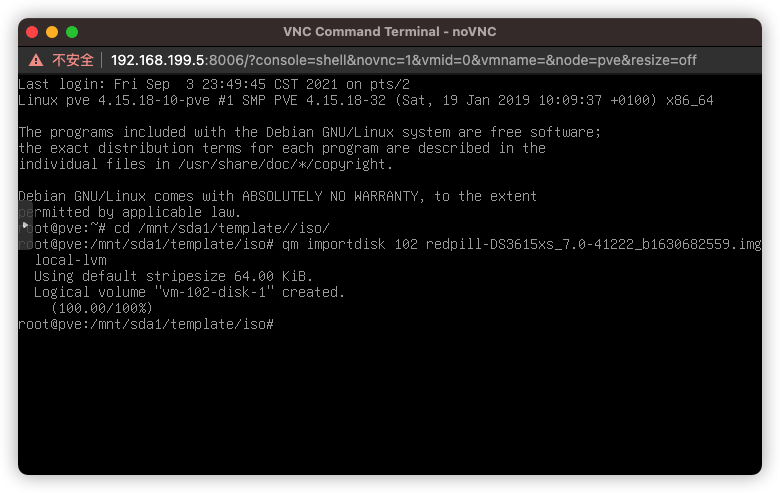 VNC Command Terminal - noVNC
不安全 | 192.168.199.5:8006/?console=shell&novnc=1&vmid=0&vmname=&node=pve&resize=off
Last login: Fri Sep  3 23:49:45 CST 2021 on pts/2
Linux pve 4.15.18-10-pve #1 SMP PVE 4.15.18-32 (Sat, 19 Jan 2019 10:09:37 +0100) x86_64
The programs included with the Debian GNU/Linux system are free software;
the exact distribution terms for each program are described in the
individual files in /usr/share/doc/*/copyright.
Debian GNU/Linux comes with ABSOLUTELY NO WARRANTY, to the extent
permitted by applicable law.
root@pve:~# cd /mnt/sda1/template//iso/
root@pve:/mnt/sda1/template/iso# qm importdisk 102 redpill-DS3615xs_7.0-41222_b1630682559.img
local-lvm
Using default stripesize 64.00 KiB.
Logical volume "vm-102-disk-1" created.
(100.00/100%)
root@pve:/mnt/sda1/template/iso#